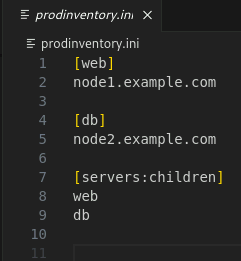 prodinventory.ini
prodinventory.ini
1 [web]
2 node1.example.com
3
4 [db]
5 node2.example.com
6
7 [servers:children]
8 web
9 db
10
11